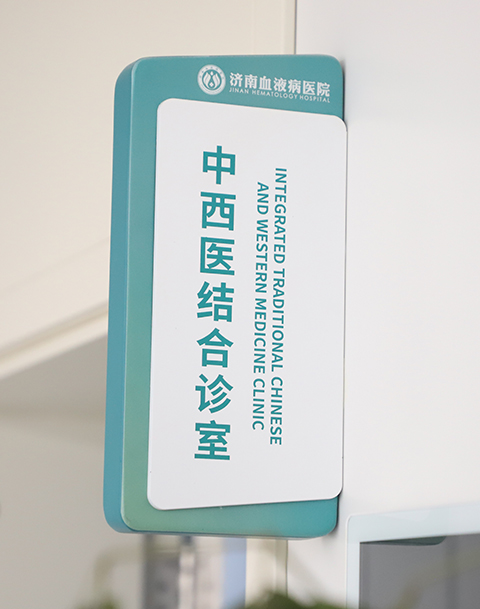 济南血液病医院
JINAN HEMATOLOGY HOSPITAL
中西医结合诊室
INTEGRATED TRADITIONAL CHINESE
AND WESTERN MEDICINE CLINIC